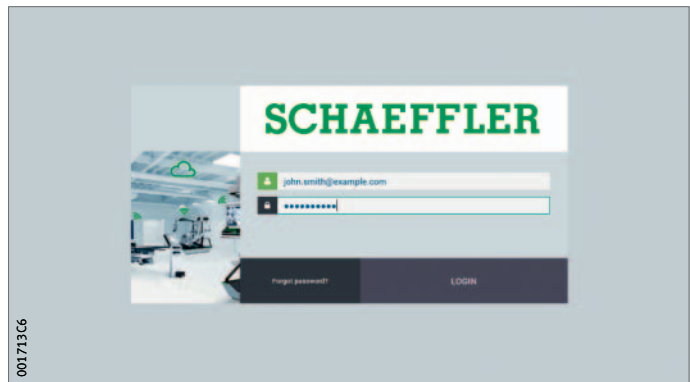 SCHAEFFLER
john.smith@example.com
••••••••••
Forgot password?
LOGIN
001713C6